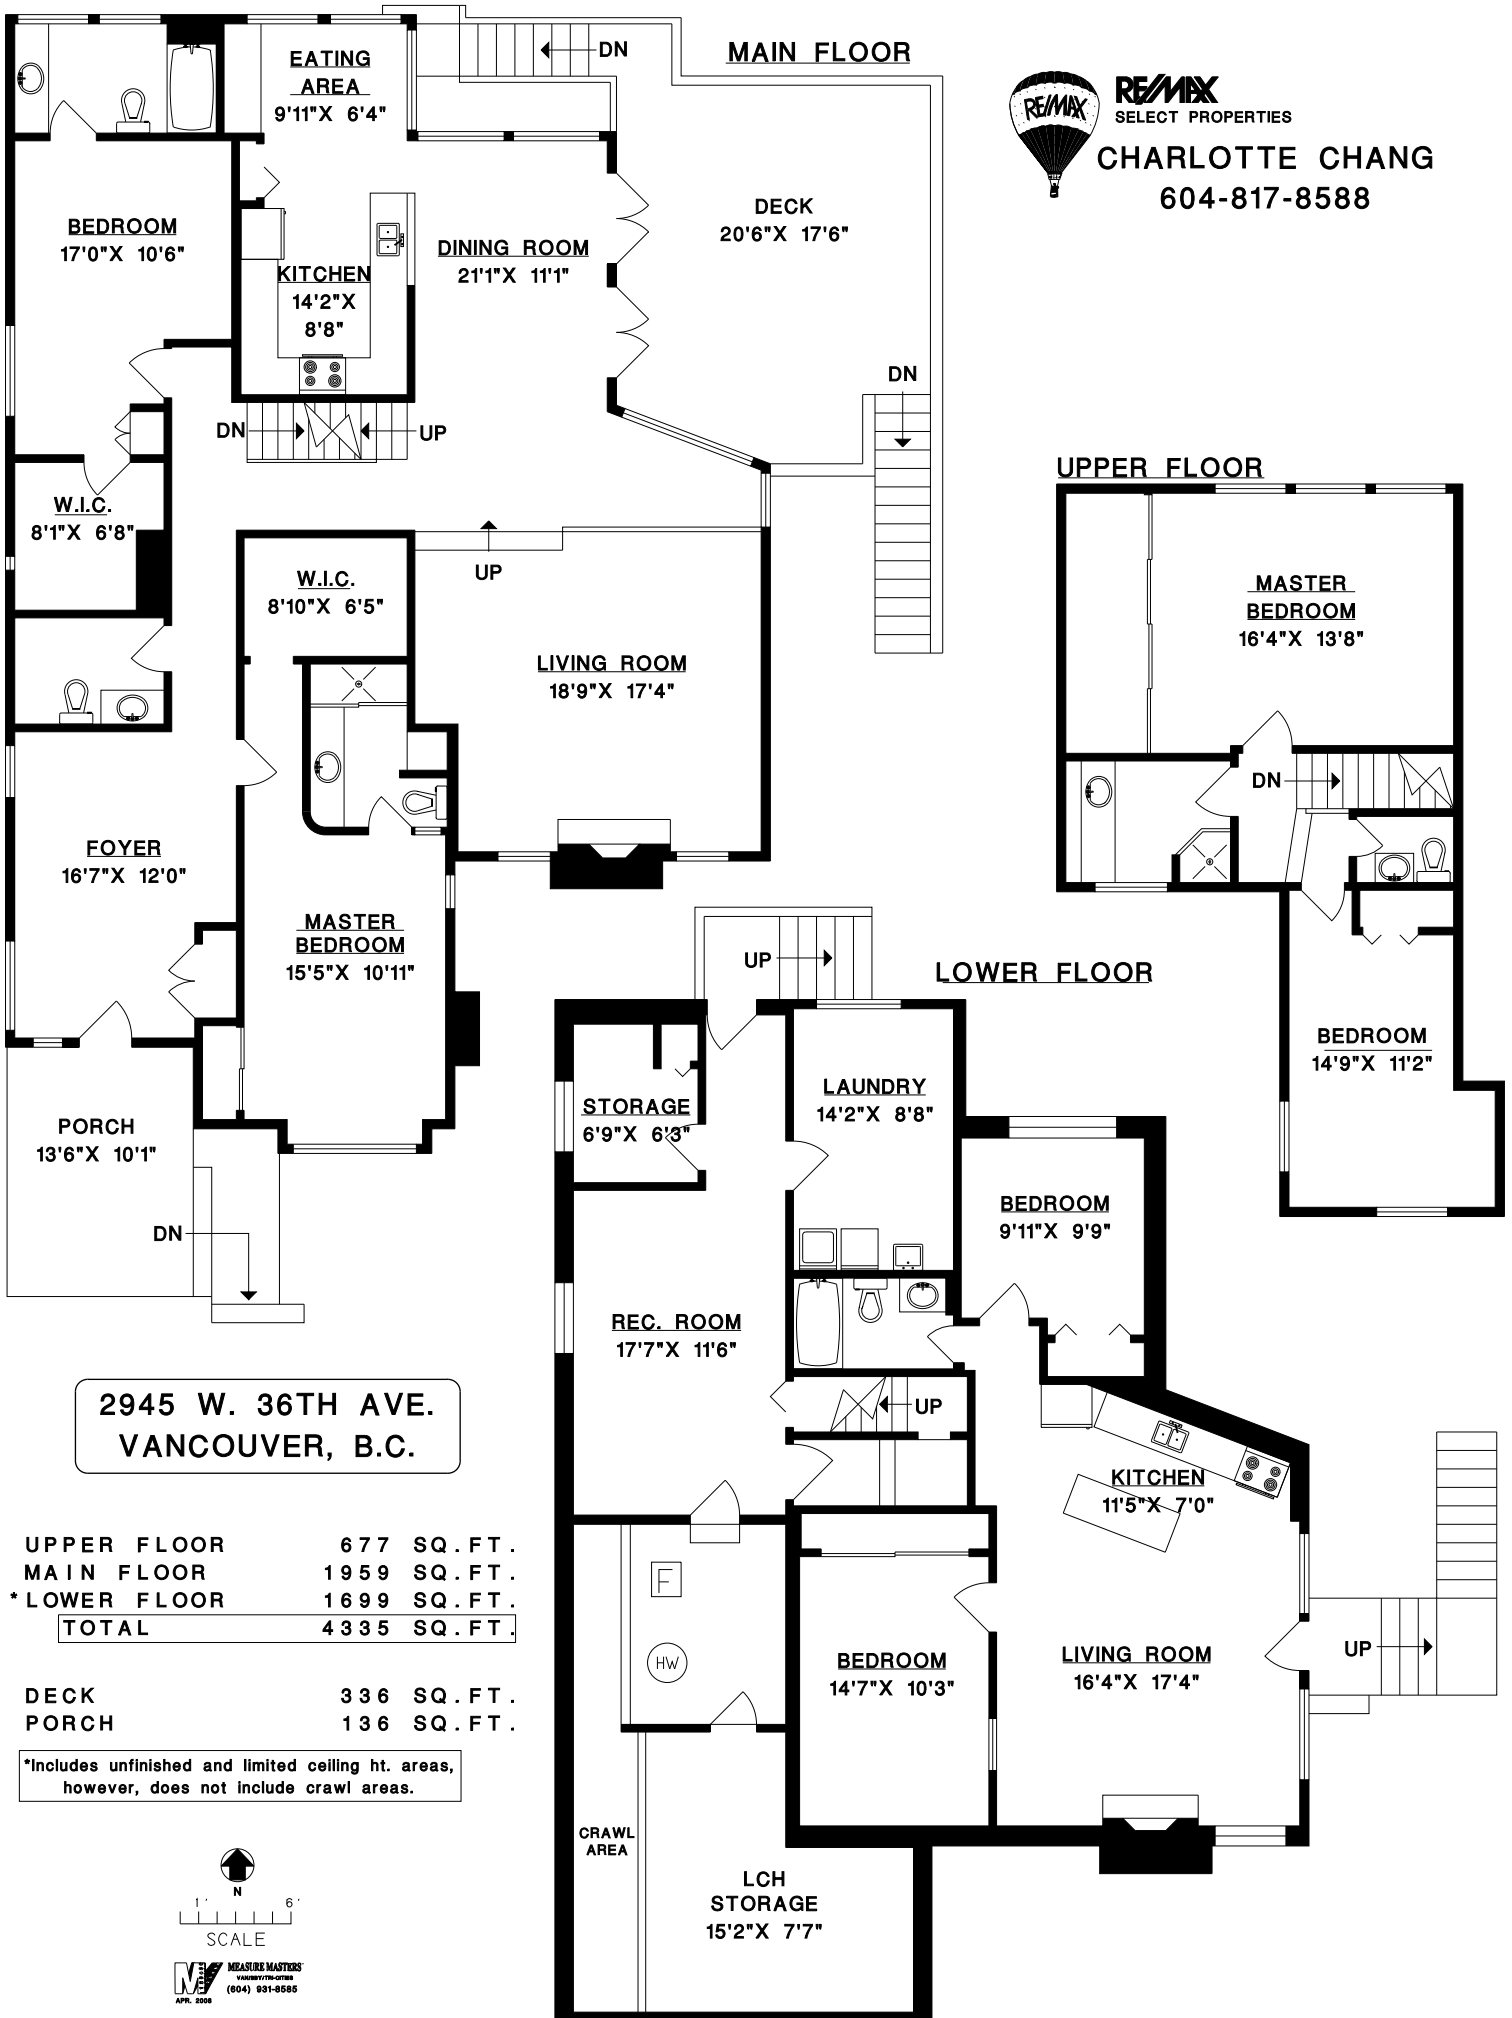 MAIN FLOOR
EATING
AREA
9'11"X 6'4"
DN
RE/MAX
RE/MAX
SELECT PROPERTIES
CHARLOTTE CHANG
604-817-8588
BEDROOM
17'0"X 10'6"
KITCHEN
14'2"X
8'8"
DINING ROOM
21'1"X 11'1"
DECK
20'6"X 17'6"
DN
DN
UP
W.I.C.
8'1"X 6'8"
UP
W.I.C.
8'10"X 6'5"
LIVING ROOM
18'9"X 17'4"
FOYER
16'7"X 12'0"
MASTER
BEDROOM
15'5"X 10'11"
PORCH
13'6"X 10'1"
DN
UPPER FLOOR
MASTER
BEDROOM
16'4"X 13'8"
DN
BEDROOM
14'9"X 11'2"
LOWER FLOOR
UP
STORAGE
6'9"X 6'3"
LAUNDRY
14'2"X 8'8"
BEDROOM
9'11"X 9'9"
REC. ROOM
17'7"X 11'6"
UP
KITCHEN
11'5"X 7'0"
F
HW
BEDROOM
14'7"X 10'3"
LIVING ROOM
16'4"X 17'4"
UP
CRAWL
AREA
LCH
STORAGE
15'2"X 7'7"
2945 W. 36TH AVE.
VANCOUVER, B.C.
UPPER FLOOR 677 SQ.FT.
MAIN FLOOR 1959 SQ.FT.
*LOWER FLOOR 1699 SQ.FT.
TOTAL 4335 SQ.FT.
DECK 336 SQ.FT.
PORCH 136 SQ.FT.
*Includes unfinished and limited ceiling ht. areas,
however, does not include crawl areas.
N
1' 6'
SCALE
MEASURE MASTERS
VAN/BBY/TRI-CITIES
(604) 931-8585
APR. 2008